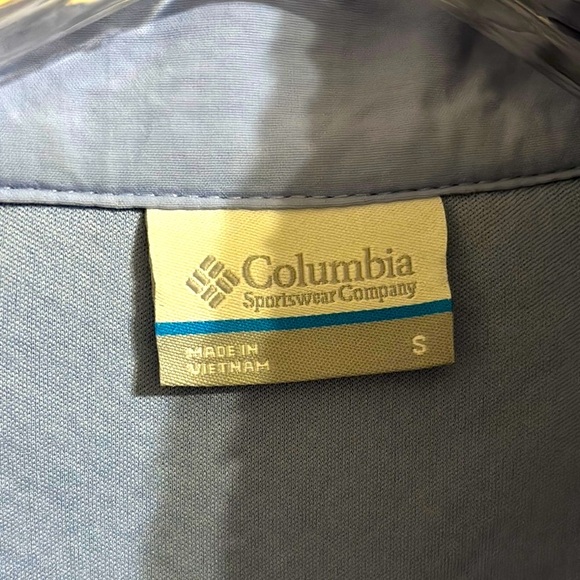 Columbia
Sportswear Company
MADE IN
VIETNAM
S